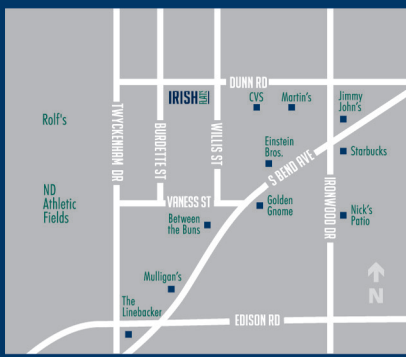 DUNN RD
IRISH FLATS
CVS
Martin's
Jimmy
John's
Rolf's
TWYCKENHAM DR
BURDETTE ST
WILLIS ST
Einstein
Bros.
S BEND AVE
Starbucks
IRONWOOD DR
ND
Athletic
Fields
VANESS ST
Between
the Buns
Golden
Gnome
Nick's
Patio
Mulligan's
The
Linebacker
EDISON RD
N